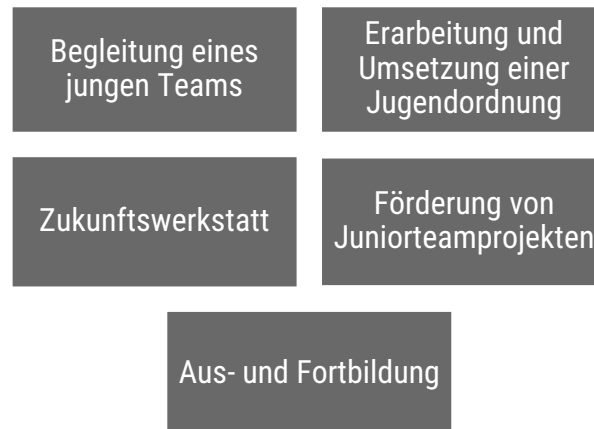 Begleitung eines
jungen Teams
Erarbeitung und
Umsetzung einer
Jugendordnung
Zukunftswerkstatt
Förderung von
Juniorteamprojekten
Aus- und Fortbildung